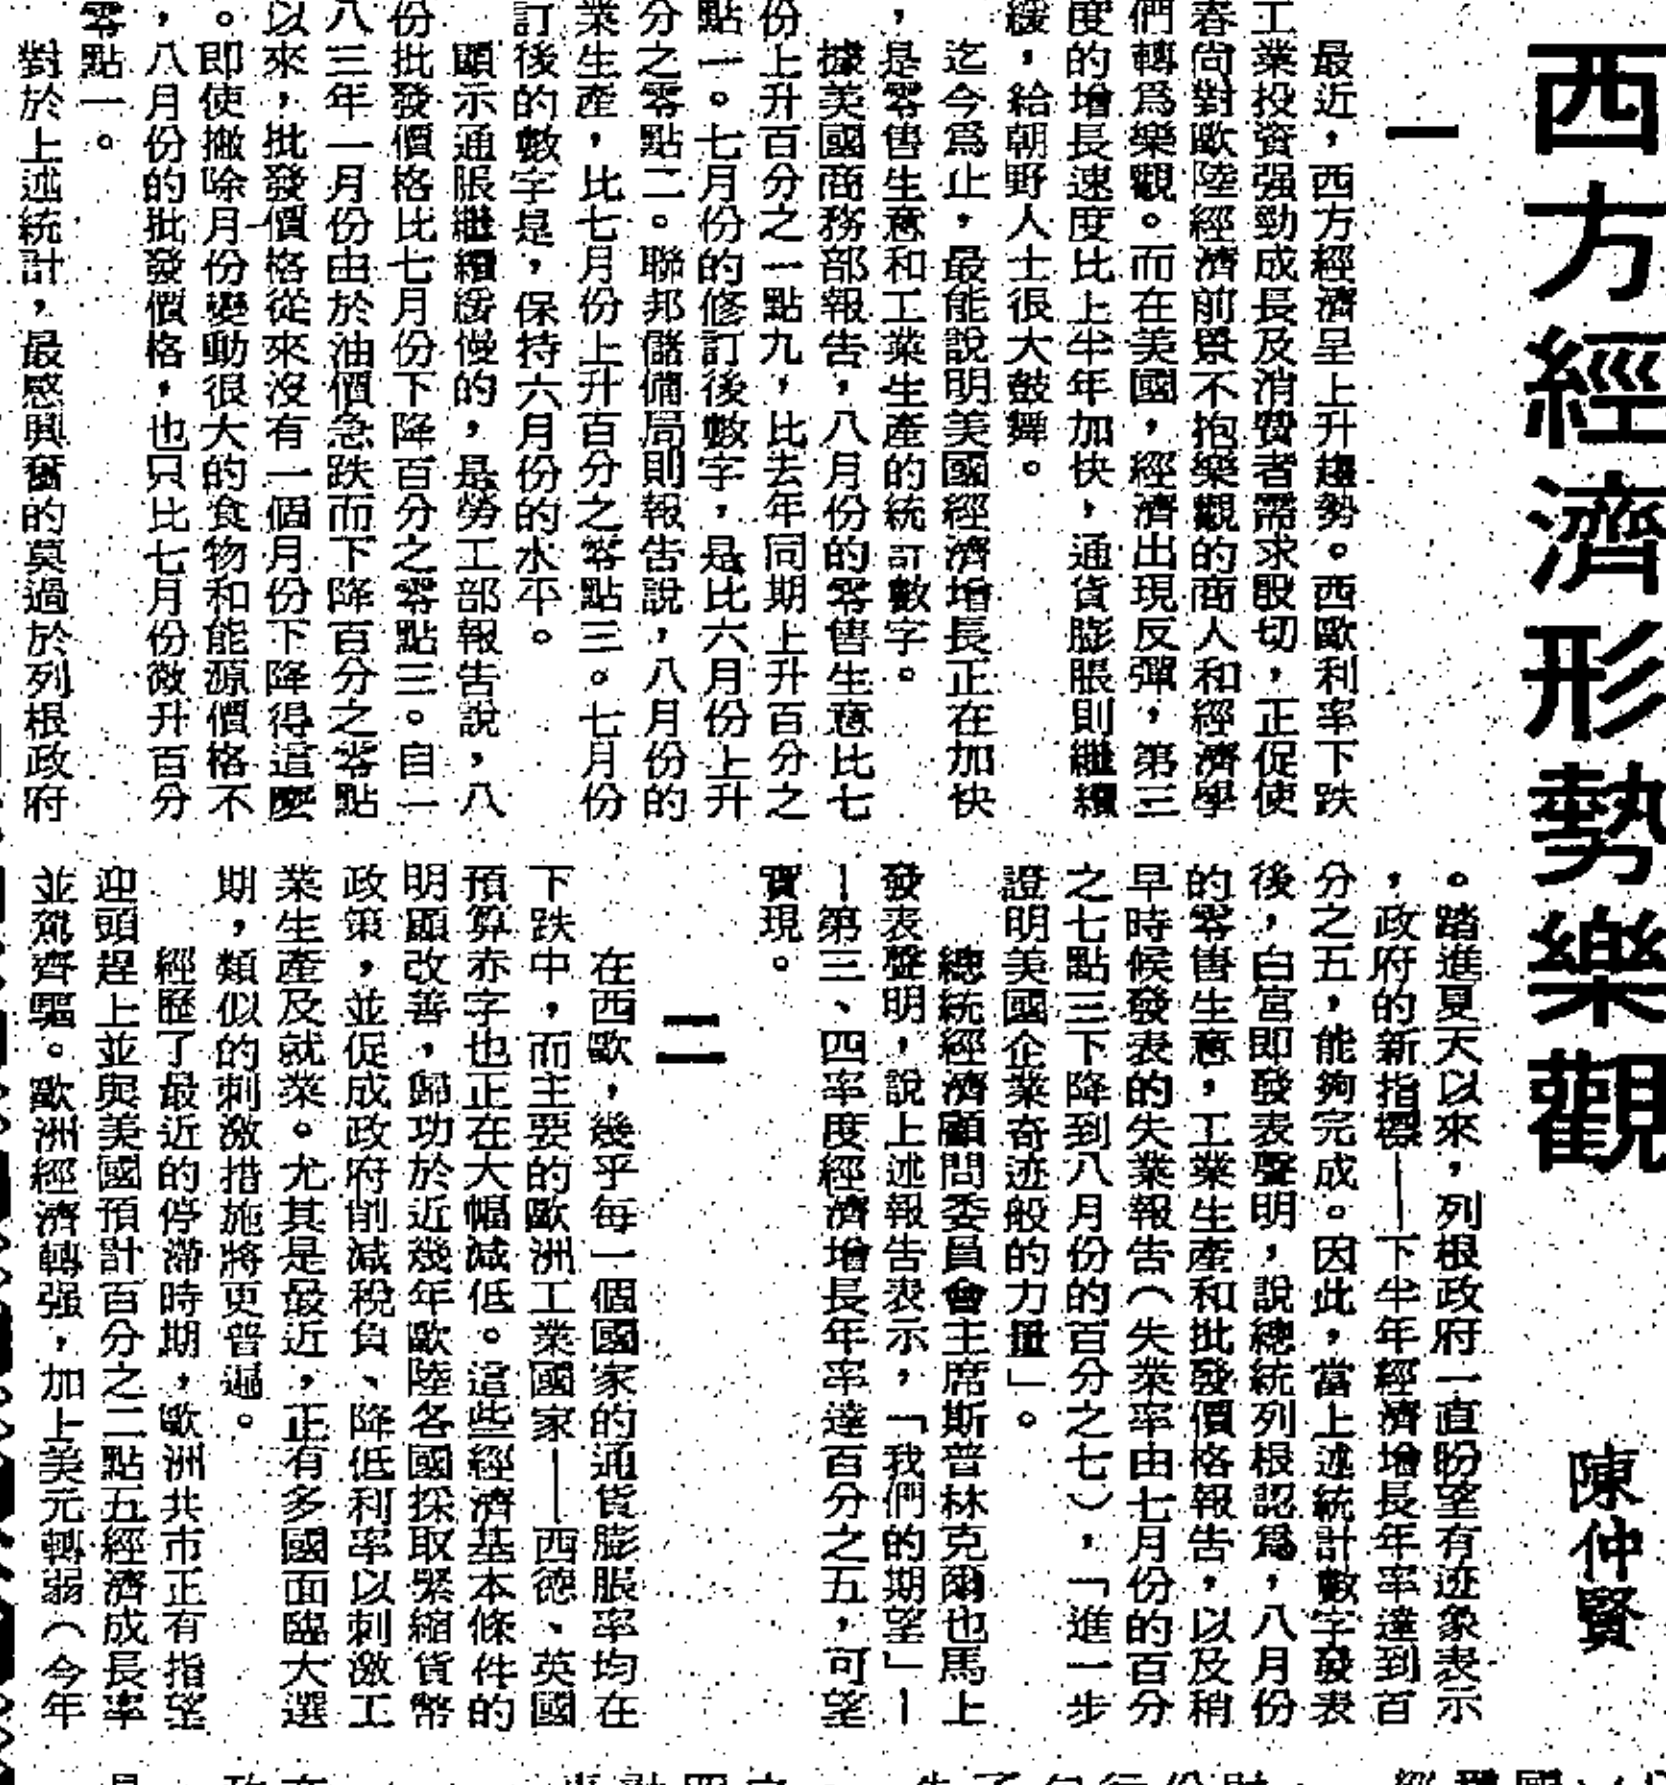 西方經濟形勢樂觀
陳仲賢
一
最近，西方經濟呈上升趨勢。西歐利率下跌
工業投資强勁成長及消費者需求殷切，正促使
春尚對歐陸經濟前景不抱樂觀的商人和經濟學
們轉爲樂觀。而在美國，經濟出現反彈，第三
度的增長速度比上半年加快，通貨膨脹則繼續
緩，給朝野人士很大鼓舞。
迄今爲止，最能說明美國經濟增長正在加快
，是零售生意和工業生產的統計數字。
據美國商務部報告，八月份的零售生意比七
份上升百分之一點九，比去年同期上升百分之
點一。七月份的修訂後數字，是比六月份上升
分之零點二。聯邦儲備局則報告說，八月份的
業生產，比七月份上升百分之零點三。七月份
訂後的數字是，保持六月份的水平。
顯示通脹繼續緩慢的，是勞工部報告說，八
份批發價格比七月份下降百分之零點三。自一
八三年一月份由於油價急跌而下降百分之零點
以來，批發價格從來沒有一個月份下降得這麼
。即使撇除月份變動很大的食物和能源價格不
，八月份的批發價格，也只比七月份微升百分
零點一。
對於上述統計，最感興奮的莫過於列根政府
。踏進夏天以來，列根政府一直盼望有迹象表示
，政府的新指標——下半年經濟增長年率達到百
分之五，能夠完成。因此，當上述統計數字發表
後，白宮即發表聲明，說總統列根認爲，八月份
的零售生意，工業生產和批發價格報告，以及稍
早時候發表的失業報告（失業率由七月份的百分
之七點三下降到八月份的百分之七），「進一步
證明美國企業奇迹般的力量」。
總統經濟顧問委員會主席斯普林克爾也馬上
發表聲明，說上述報告表示，「我們的期望」—
—第三、四季度經濟增長年率達百分之五，可望
實現。
二
在西歐，幾乎每一個國家的通貨膨脹率均在
下跌中，而主要的歐洲工業國家——西德、英國
預算赤字也正在大幅減低。這些經濟基本條件的
明顯改善，歸功於近幾年歐陸各國採取緊縮貨幣
政策，並促成政府削減稅負、降低利率以刺激工
業生產及就業。尤其是最近，正有多國面臨大選
期，類似的刺激措施將更普遍。
經歷了最近的停滯時期，歐洲共市正有指望
迎頭趕上並與美國預計百分之二點五經濟成長率
並駕齊驅。歐洲經濟轉强，加上美元轉弱（今年